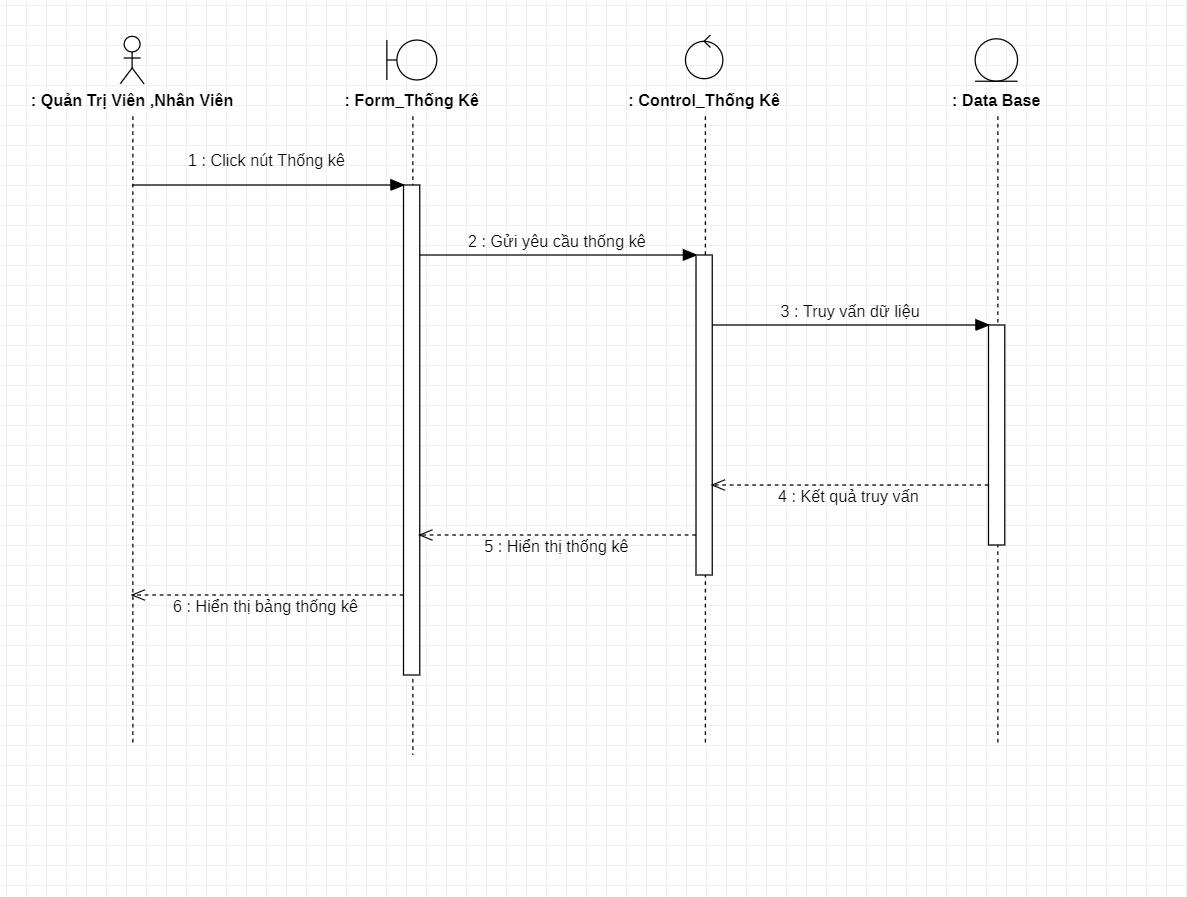 : Quản Trị Viên ,Nhân Viên
: Form_Thống Kê
: Control_Thống Kê
: Data Base
1 : Click nút Thống kê
2 : Gửi yêu cầu thống kê
3 : Truy vấn dữ liệu
4 : Kết quả truy vấn
5 : Hiển thị thống kê
6 : Hiển thị bảng thống kê